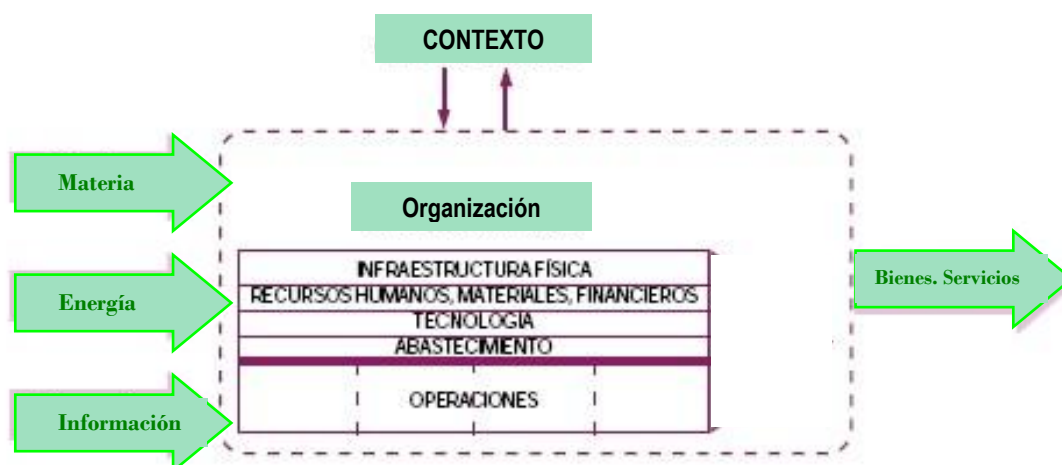 CONTEXTO
Materia
Organización
INFRAESTRUCTURA FÍSICA
RECURSOS HUMANOS, MATERIALES, FINANCIEROS
TECNOLOGIA
ABASTECIMIENTO
Energía
Bienes. Servicios
OPERACIONES
Información